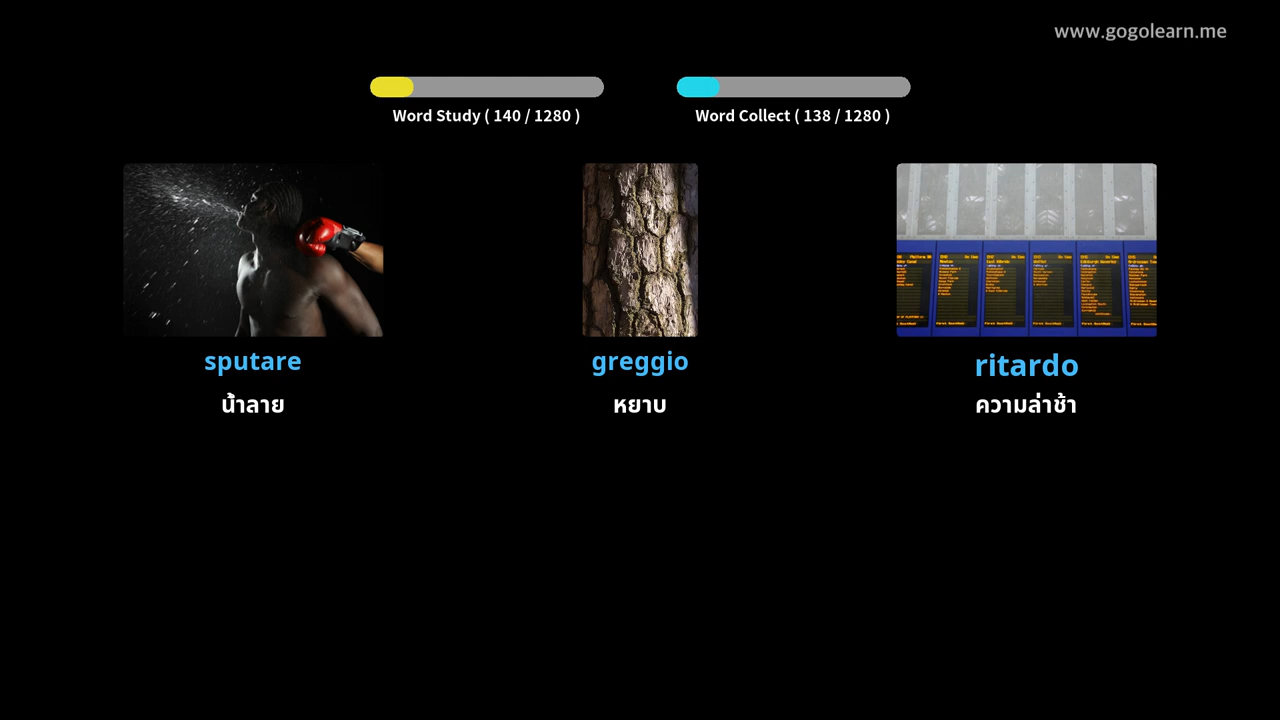 www.gogolearn.me
Word Study ( 140 / 1280 )
Word Collect ( 138 / 1280 )
sputare
greggio
ritardo
น้ำลาย
หยาบ
ความล่าช้า